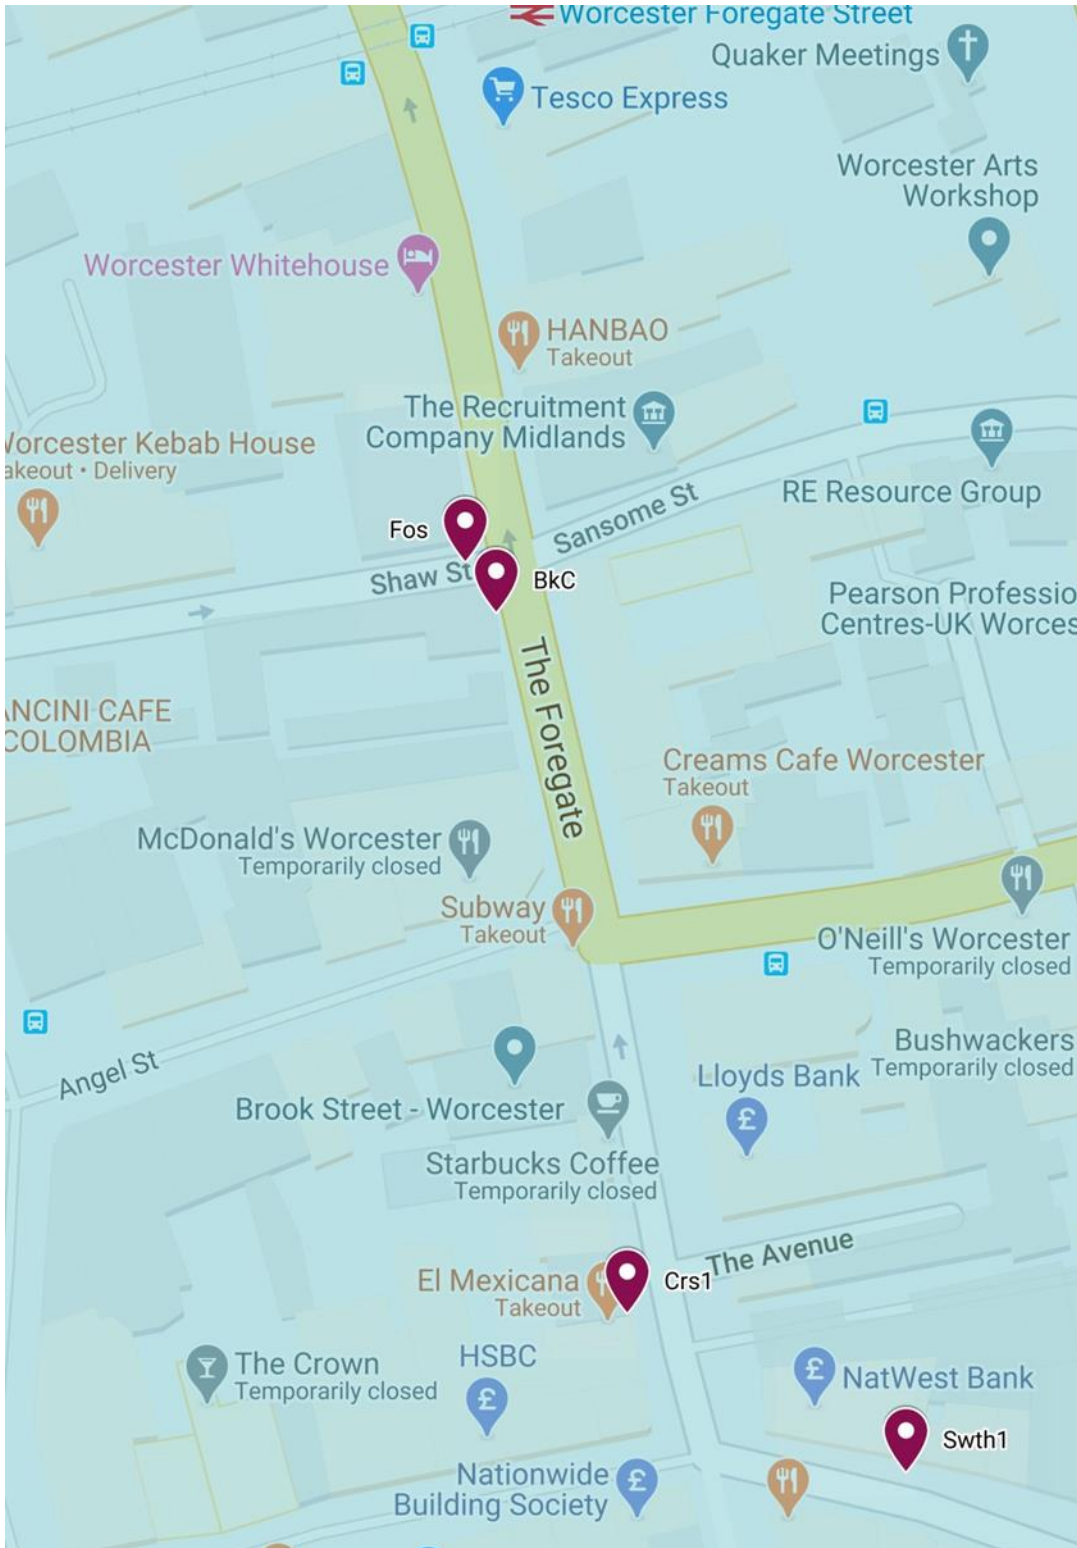 Worcester Foregate Street
Quaker Meetings
Tesco Express
Worcester Arts
Workshop
Worcester Whitehouse
HANBAO
Takeout
The Recruitment
Company Midlands
Vorcester Kebab House
akeout • Delivery
RE Resource Group
Sansome St
Fos
Shaw St
BkC
Pearson Professio
Centres-UK Worces
The Foregate
ANCINI CAFE
COLOMBIA
Creams Cafe Worcester
Takeout
McDonald's Worcester
Temporarily closed
Subway
Takeout
O'Neill's Worcester
Temporarily closed
Angel St
Bushwackers
Temporarily closed
Lloyds Bank
Brook Street - Worcester
Starbucks Coffee
Temporarily closed
The Avenue
El Mexicana
Takeout
Crs1
The Crown
Temporarily closed
HSBC
NatWest Bank
Swth1
Nationwide
Building Society